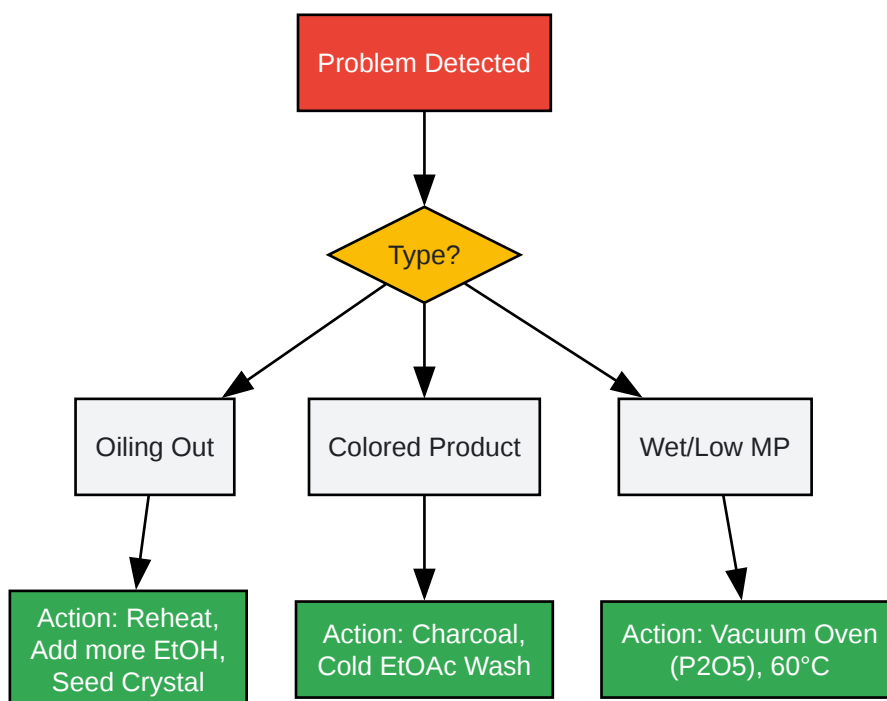 Problem Detected
Type?
Oiling Out
Colored Product
Wet/Low MP
Action: Reheat,
Add more EtOH,
Seed Crystal
Action: Charcoal,
Cold EtOAc Wash
Action: Vacuum Oven
(P2O5), 60°C